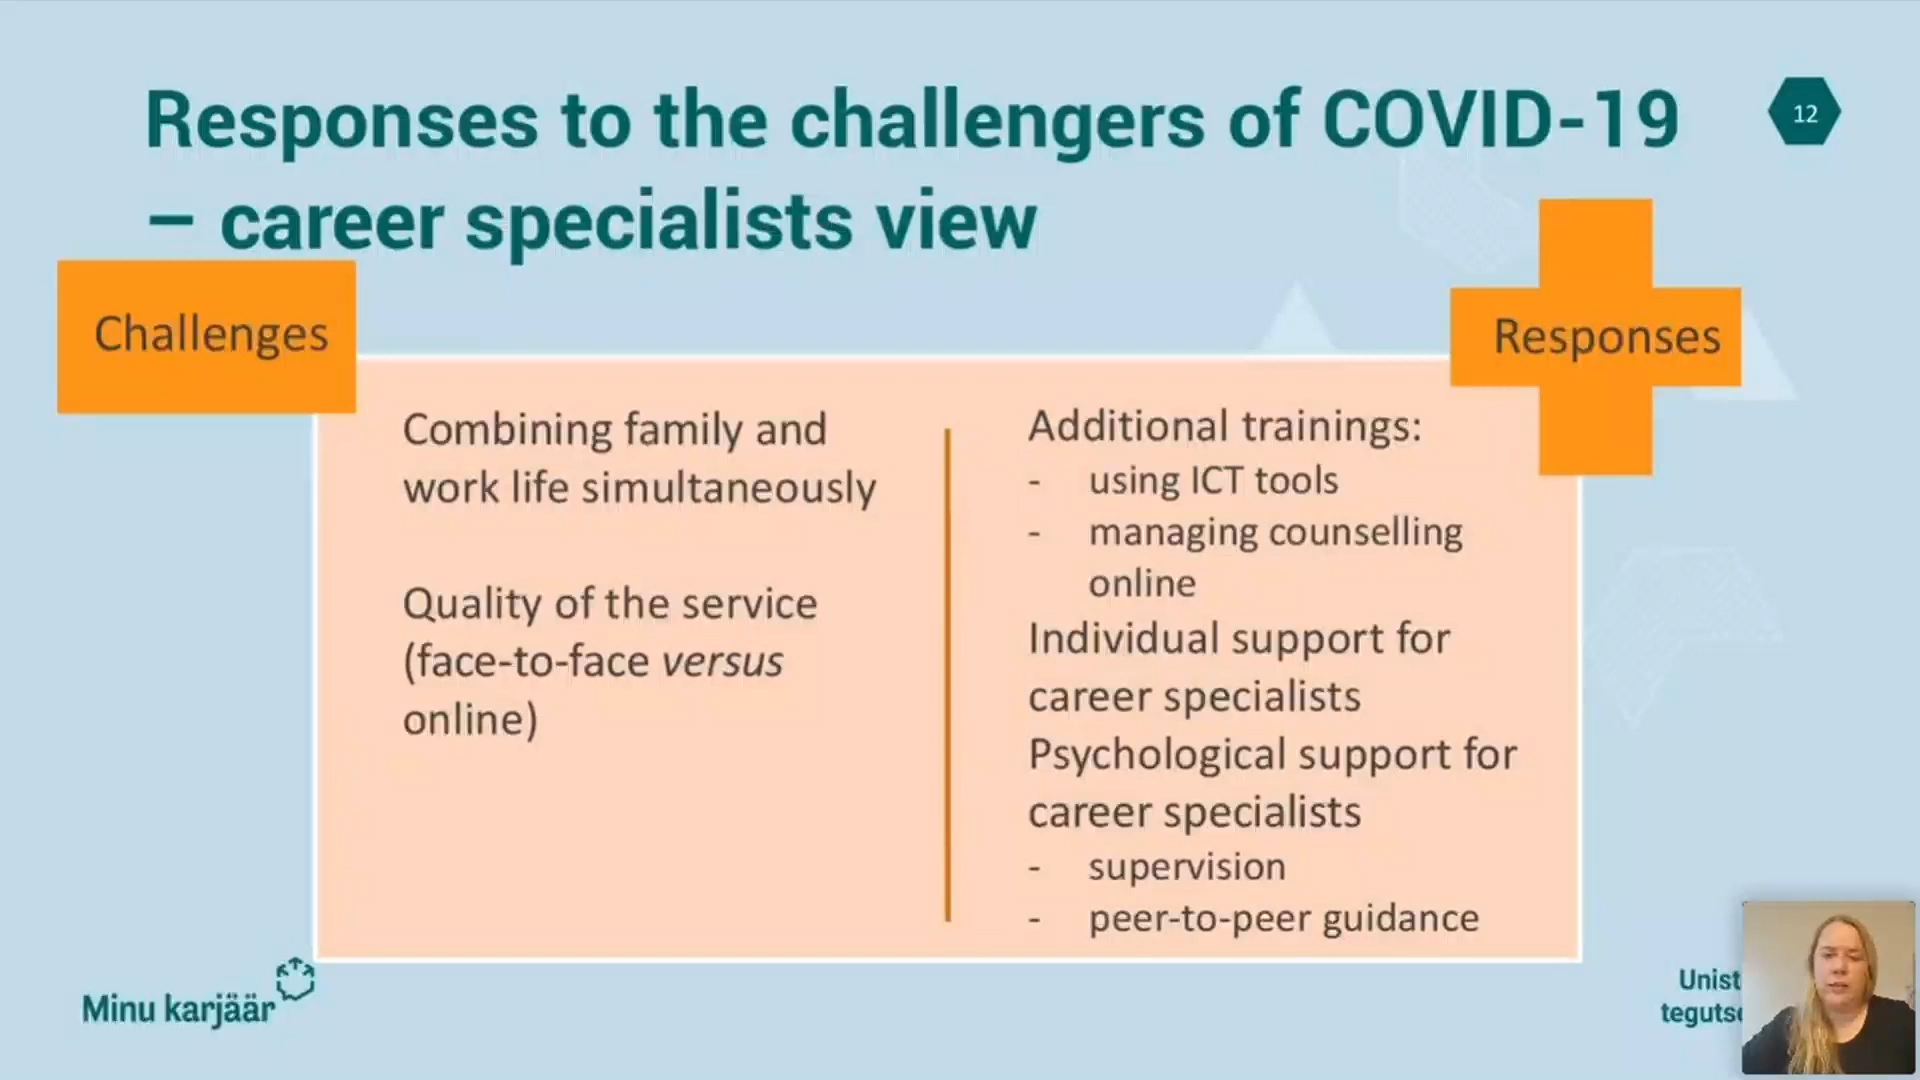 Responses to the challengers of COVID-19
– career specialists view
12
Challenges
Responses
Combining family and
work life simultaneously
Quality of the service
(face-to-face versus
online)
Additional trainings:
- using ICT tools
- managing counselling
online
Individual support for
career specialists
Psychological support for
career specialists
- supervision
- peer-to-peer guidance
Minu karjäär